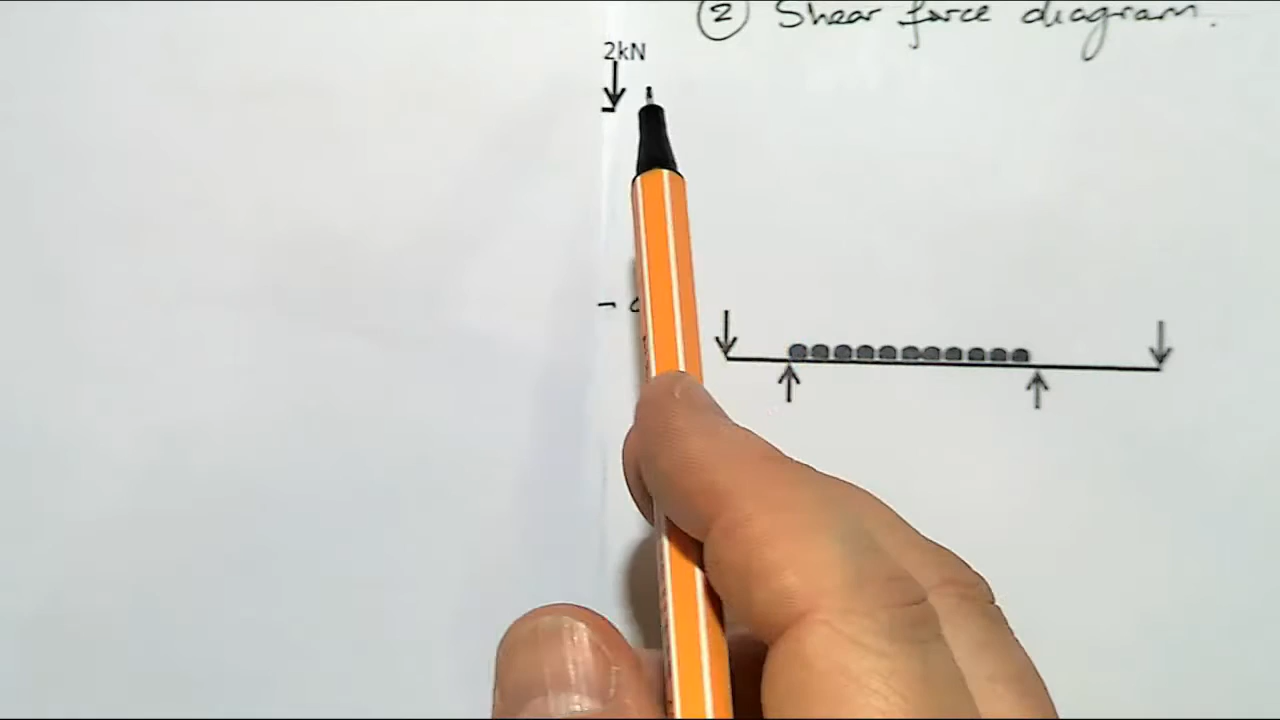 ② Shear force diagram.
2kN